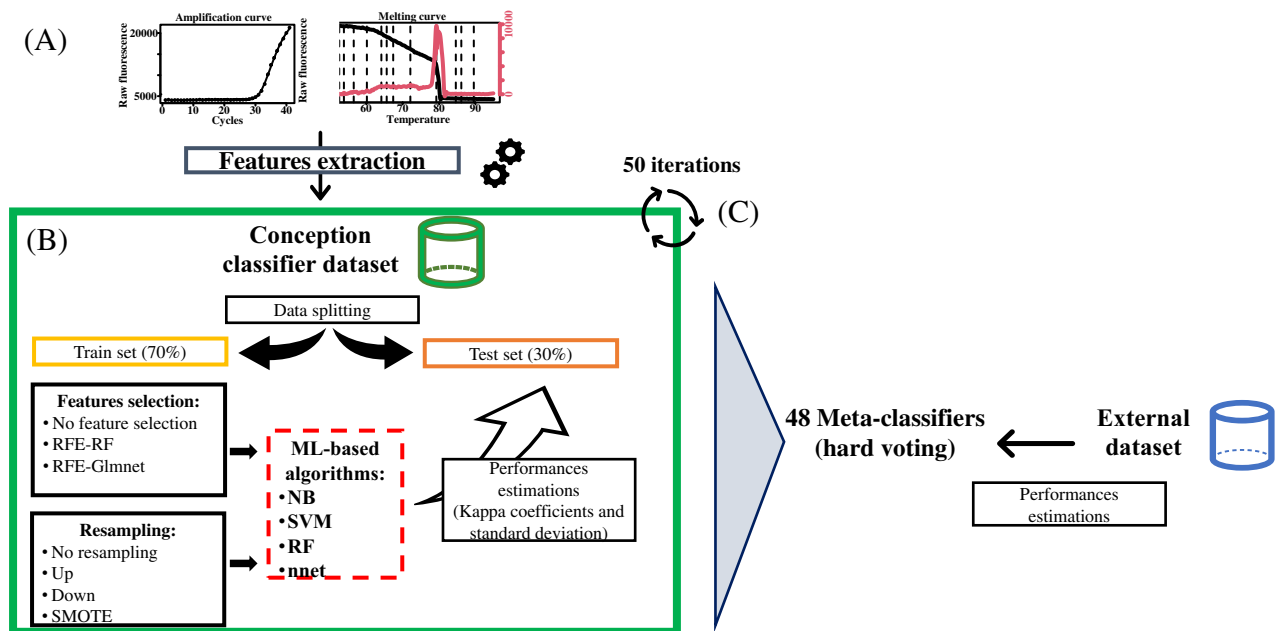 (A)
Amplification curve
Raw fluorescence
20000
5000
0
10
20
30
40
Cycles
Melting curve
Raw fluorescence
10000
0
60
70
80
90
Temperature
Features extraction
50 iterations
(B)
Conception
classifier dataset
Data splitting
Train set (70%)
Test set (30%)
Features selection:
• No feature selection
• RFE-RF
• RFE-Glmnet
Resampling:
• No resampling
• Up
• Down
• SMOTE
ML-based
algorithms:
•NB
•SVM
•RF
•nnet
Performances
estimations
(Kappa coefficients and
standard deviation)
(C)
48 Meta-classifiers
(hard voting)
External
dataset
Performances
estimations